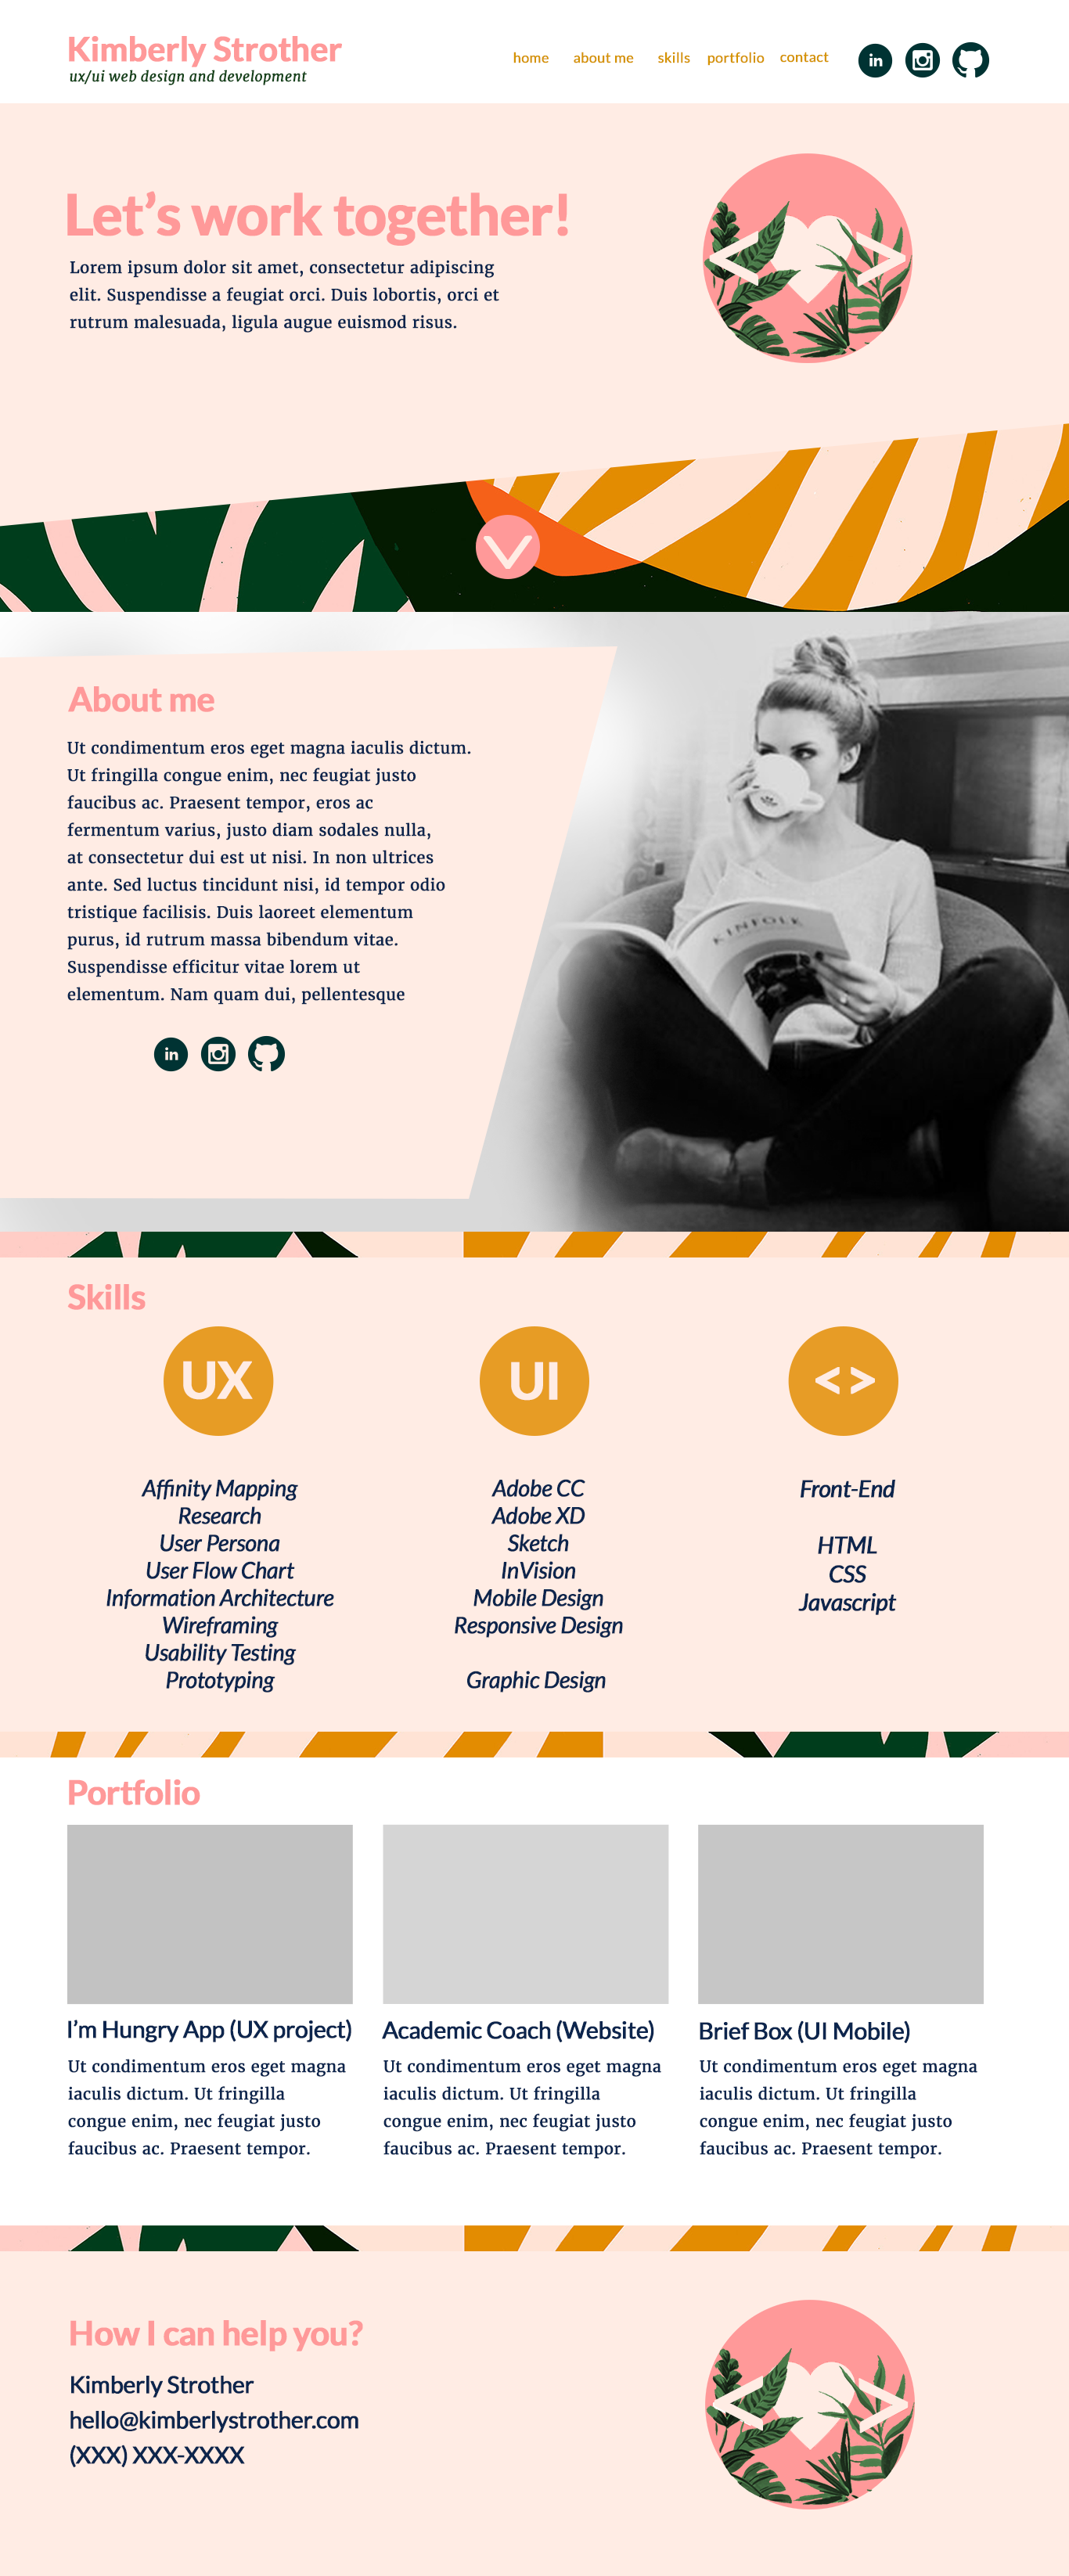 Kimberly Strother
ux/ui web design and development
home about me skills portfolio contact
in
Let's work together!
Lorem ipsum dolor sit amet, consectetur adipiscing
elit. Suspendisse a feugiat orci. Duis lobortis, orci et
rutrum malesuada, ligula augue euismod risus.
< >
About me
Ut condimentum eros eget magna iaculis dictum.
Ut fringilla congue enim, nec feugiat justo
faucibus ac. Praesent tempor, eros ac
fermentum varius, justo diam sodales nulla,
at consectetur dui est ut nisi. In non ultrices
ante. Sed luctus tincidunt nisi, id tempor odio
tristique facilisis. Duis laoreet elementum
purus, id rutrum massa bibendum vitae.
Suspendisse efficitur vitae lorem ut
elementum. Nam quam dui, pellentesque
in
KINFOLK
Skills
UX
UI
< >
Affinity Mapping
Research
User Persona
User Flow Chart
Information Architecture
Wireframing
Usability Testing
Prototyping
Adobe CC
Adobe XD
Sketch
InVision
Mobile Design
Responsive Design
Graphic Design
Front-End
HTML
CSS
Javascript
Portfolio
I'm Hungry App (UX project)
Ut condimentum eros eget magna
iaculis dictum. Ut fringilla
congue enim, nec feugiat justo
faucibus ac. Praesent tempor.
Academic Coach (Website)
Ut condimentum eros eget magna
iaculis dictum. Ut fringilla
congue enim, nec feugiat justo
faucibus ac. Praesent tempor.
Brief Box (UI Mobile)
Ut condimentum eros eget magna
iaculis dictum. Ut fringilla
congue enim, nec feugiat justo
faucibus ac. Praesent tempor.
How I can help you?
Kimberly Strother
hello@kimberlystrother.com
(XXX) XXX-XXXX
< >